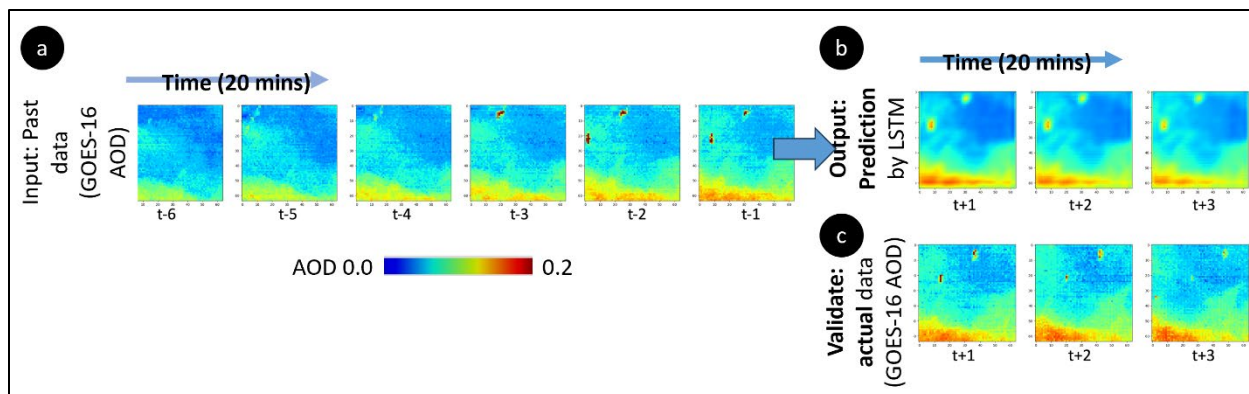 a
Time (20 mins)
Input: Past
data
(GOES-16
AOD)
t-6
t-5
t-4
t-3
t-2
t-1
AOD 0.0
0.2
b
Time (20 mins)
Output:
Prediction
by LSTM
t+1
t+2
t+3
c
Validate:
actual data
(GOES-16 AOD)
t+1
t+2
t+3